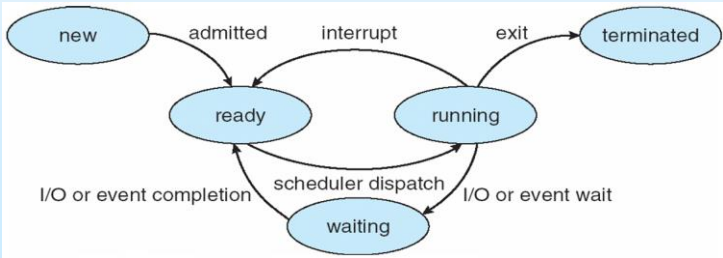 new
admitted
interrupt
exit
terminated
ready
running
I/O or event completion
scheduler dispatch
I/O or event wait
waiting